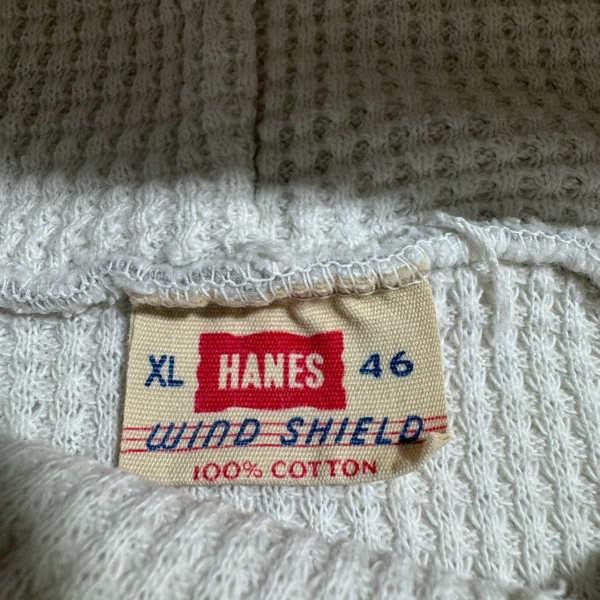 XL HANES 46
WIND SHIELD
100% COTTON